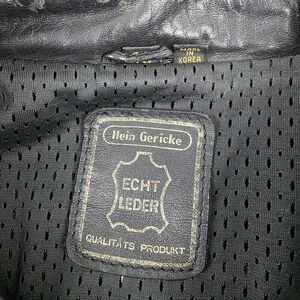 MADE
IN
KOREA
Hein Gericke
ECHT
LEDER
QUALITÄTS PRODUKT